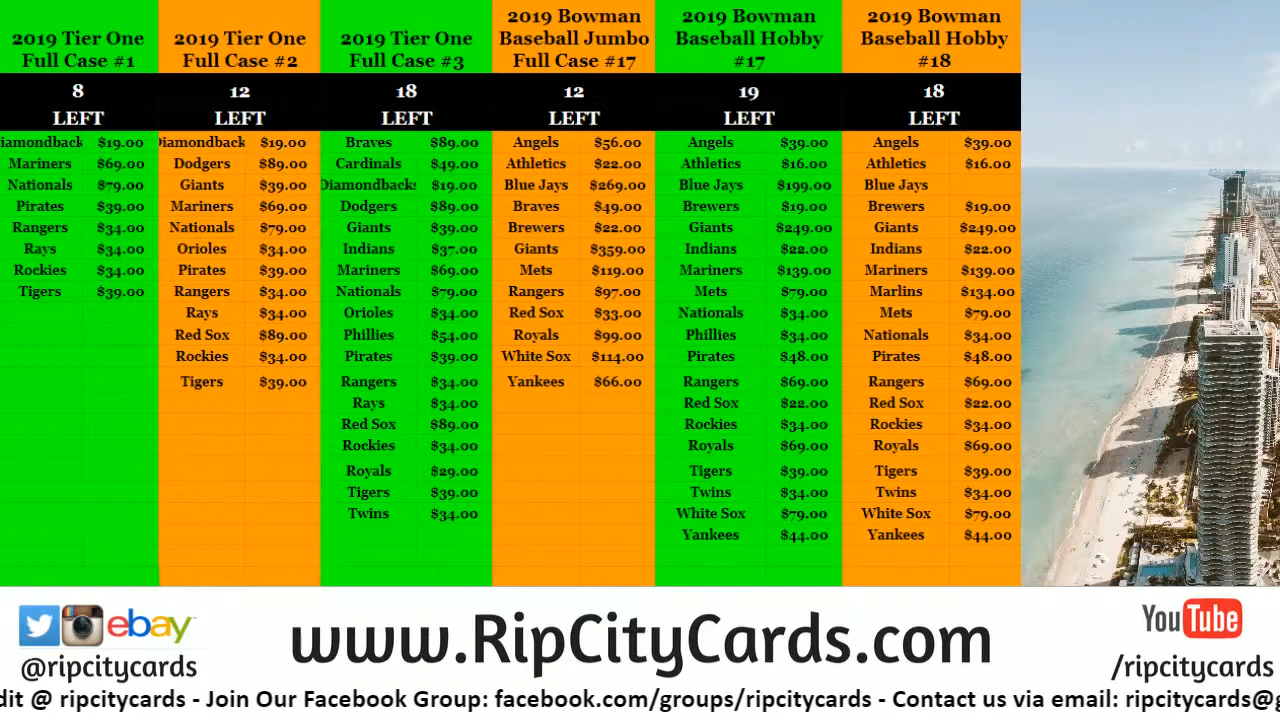 2019 Tier One
Full Case #1
8
LEFT
iamondback $19.00
Mariners $69.00
Nationals $79.00
Pirates $39.00
Rangers $34.00
Rays $34.00
Rockies $34.00
Tigers $39.00
2019 Tier One
Full Case #2
12
LEFT
Diamondback $19.00
Dodgers $89.00
Giants $39.00
Mariners $69.00
Nationals $79.00
Orioles $34.00
Pirates $39.00
Rangers $34.00
Rays $34.00
Red Sox $89.00
Rockies $34.00
Tigers $39.00
2019 Tier One
Full Case #3
18
LEFT
Braves $89.00
Cardinals $49.00
Diamondbacks $19.00
Dodgers $89.00
Giants $39.00
Indians $37.00
Mariners $69.00
Nationals $79.00
Orioles $34.00
Phillies $54.00
Pirates $39.00
Rangers $34.00
Rays $34.00
Red Sox $89.00
Rockies $34.00
Royals $29.00
Tigers $39.00
Twins $34.00
2019 Bowman
Baseball Jumbo
Full Case #17
12
LEFT
Angels $56.00
Athletics $22.00
Blue Jays $269.00
Braves $49.00
Brewers $22.00
Giants $359.00
Mets $119.00
Rangers $97.00
Red Sox $33.00
Royals $99.00
White Sox $114.00
Yankees $66.00
2019 Bowman
Baseball Hobby
#17
19
LEFT
Angels $39.00
Athletics $16.00
Blue Jays $199.00
Brewers $19.00
Giants $249.00
Indians $22.00
Mariners $139.00
Mets $79.00
Nationals $34.00
Phillies $34.00
Pirates $48.00
Rangers $69.00
Red Sox $22.00
Rockies $34.00
Royals $69.00
Tigers $39.00
Twins $34.00
White Sox $79.00
Yankees $44.00
2019 Bowman
Baseball Hobby
#18
18
LEFT
Angels $39.00
Athletics $16.00
Blue Jays
Brewers $19.00
Giants $249.00
Indians $22.00
Mariners $139.00
Marlins $134.00
Mets $79.00
Nationals $34.00
Pirates $48.00
Rangers $69.00
Red Sox $22.00
Rockies $34.00
Royals $69.00
Tigers $39.00
Twins $34.00
White Sox $79.00
Yankees $44.00
ebay
@ripcitycards
www.RipCityCards.com
YouTube
/ripcitycards
dit @ ripcitycards - Join Our Facebook Group: facebook.com/groups/ripcitycards - Contact us via email: ripcitycards@g